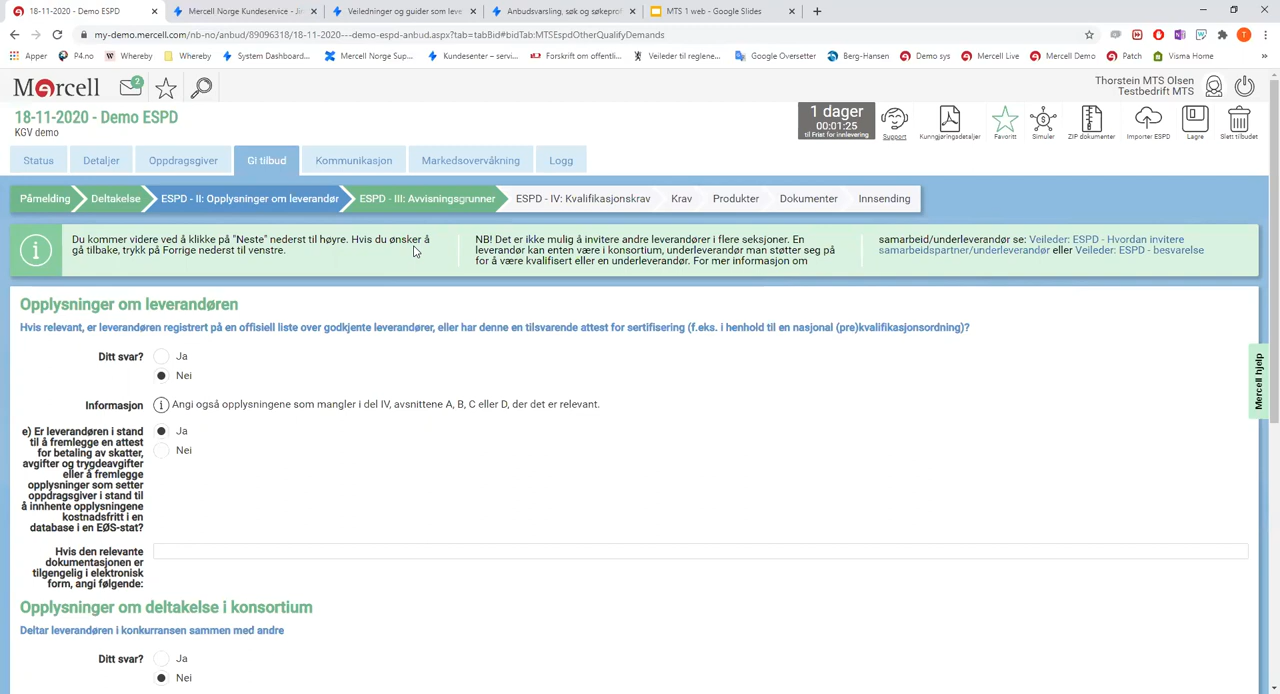 18-11-2020 - Demo ESPD
Mercell Norge Kundeservice - Jir
Veiledninger og guider som lever
Anbudsvarsling, søk og søkeprof
MTS 1 web - Google Slides
my-demo.mercell.com/nb-no/anbud/89096318/18-11-2020---demo-espd-anbud.aspx?tab=tabBid#bidTab:MTSEspdOtherQualifyDemands
Apper P4.no Whereby Whereby System Dashboard... Mercell Norge Sup... Kundesenter – servi... Forskrift om offentli... Veileder til reglene... Google Oversetter Berg-Hansen Demo sys Mercell Live Mercell Demo Patch Visma Home
Mercell
2
Thorstein MTS Olsen
Testbedrift MTS
18-11-2020 - Demo ESPD
KGV demo
1 dager
00:01:25
til Frist for innlevering
Support Kunngjøringsdetaljer Favoritt Simuler ZIP dokumenter Importer ESPD Lagre Slett tilbudet
Status Detaljer Oppdragsgiver Gi tilbud Kommunikasjon Markedsovervåkning Logg
Påmelding Deltakelse ESPD - II: Opplysninger om leverandør ESPD - III: Avvisningsgrunner ESPD - IV: Kvalifikasjonskrav Krav Produkter Dokumenter Innsending
Du kommer videre ved å klikke på "Neste" nederst til høyre. Hvis du ønsker å
gå tilbake, trykk på Forrige nederst til venstre.
NB! Det er ikke mulig å invitere andre leverandører i flere seksjoner. En
leverandør kan enten være i konsortium, underleverandør man støtter seg på
for å være kvalifisert eller en underleverandør. For mer informasjon om
samarbeid/underleverandør se: Veileder: ESPD - Hvordan invitere
samarbeidspartner/underleverandør eller Veileder: ESPD - besvarelse
Opplysninger om leverandøren
Hvis relevant, er leverandøren registrert på en offisiell liste over godkjente leverandører, eller har denne en tilsvarende attest for sertifisering (f.eks. i henhold til en nasjonal (pre)kvalifikasjonsordning)?
Ditt svar?
Ja
Nei
Informasjon
Angi også opplysningene som mangler i del IV, avsnittene A, B, C eller D, der det er relevant.
e) Er leverandøren i stand
til å fremlegge en attest
for betaling av skatter,
avgifter og trygdeavgifter
eller å fremlegge
opplysninger som setter
oppdragsgiver i stand til
å innhente opplysningene
kostnadsfritt i en
database i en EØS-stat?
Ja
Nei
Hvis den relevante
dokumentasjonen er
tilgengelig i elektronisk
form, angi følgende:
Opplysninger om deltakelse i konsortium
Deltar leverandøren i konkurransen sammen med andre
Ditt svar?
Ja
Nei
Mercell hjelp